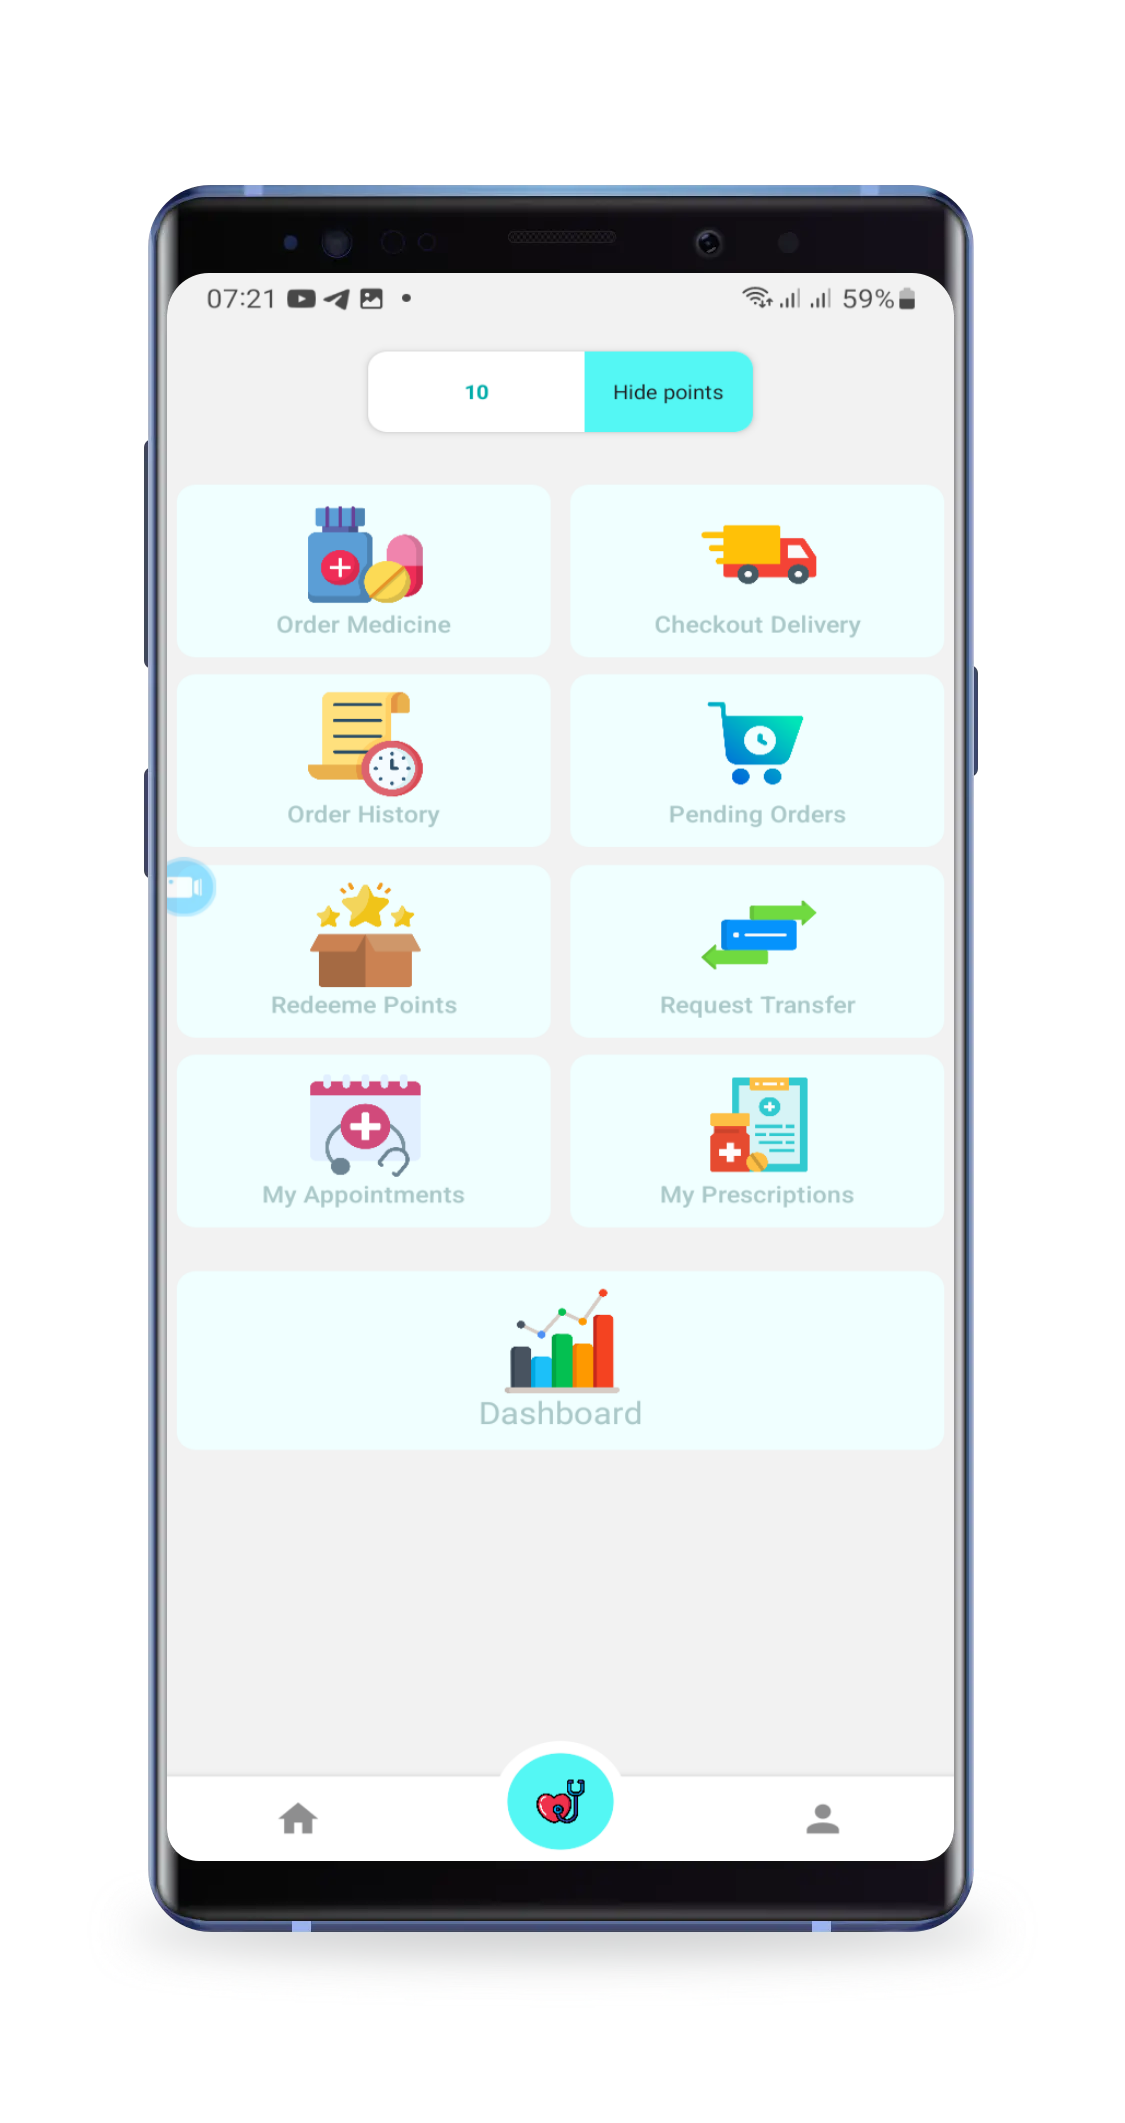 07:21 59%
10 Hide points
Order Medicine Checkout Delivery
Order History Pending Orders
Redeeme Points Request Transfer
My Appointments My Prescriptions
Dashboard